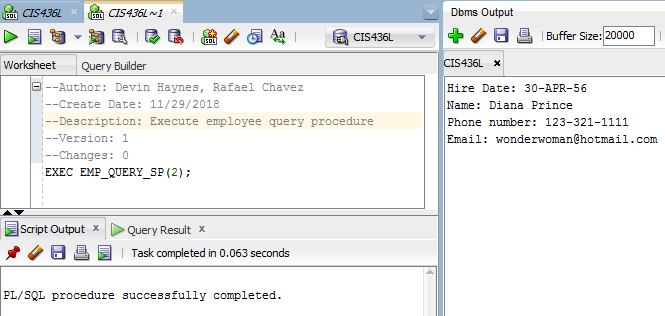 CIS436L
CIS436L~1
CIS436L
Worksheet
Query Builder
--Author: Devin Haynes, Rafael Chavez
--Create Date: 11/29/2018
--Description: Execute employee query procedure
--Version: 1
--Changes: 0
EXEC EMP_QUERY_SP(2);
Script Output x
Query Result x
Task completed in 0.063 seconds
PL/SQL procedure successfully completed.
Dbms Output
Buffer Size: 20000
CIS436L x
Hire Date: 30-APR-56
Name: Diana Prince
Phone number: 123-321-1111
Email: wonderwoman@hotmail.com